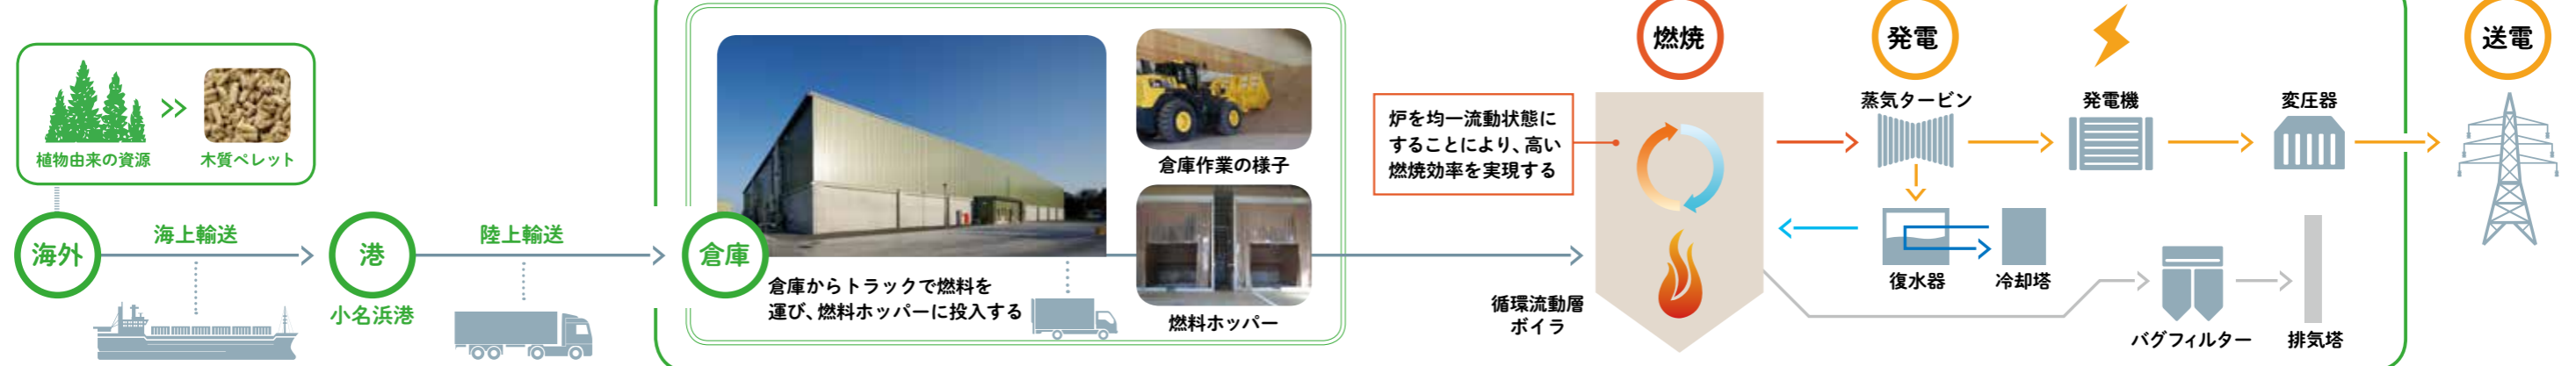 植物由来の資源
木質ペレット
海外
海上輸送
港
小名浜港
陸上輸送
倉庫
倉庫からトラックで燃料を
運び、燃料ホッパーに投入する
倉庫作業の様子
燃料ホッパー
炉を均一流動状態に
することにより、高い
燃焼効率を実現する
燃焼
循環流動層
ボイラ
発電
蒸気タービン
発電機
変圧器
送電
復水器
冷却塔
バグフィルター
排気塔